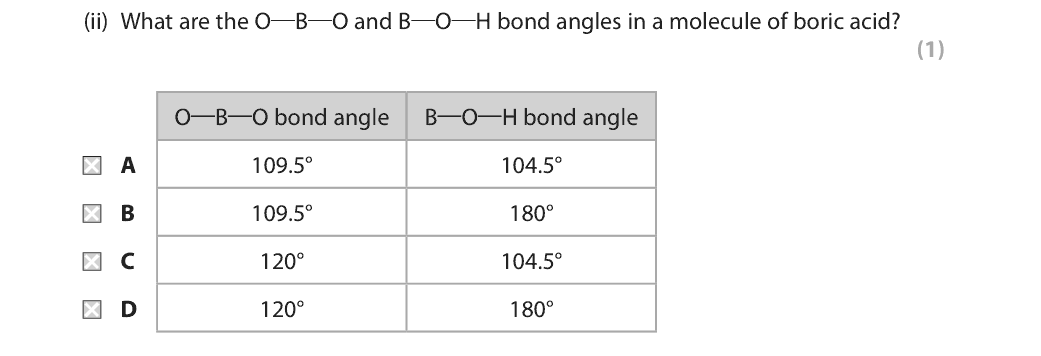 (ii) What are the O—B—O and B—O—H bond angles in a molecule of boric acid?
(1)
O—B—O bond angle B—O—H bond angle
A 109.5° 104.5°
B 109.5° 180°
C 120° 104.5°
D 120° 180°